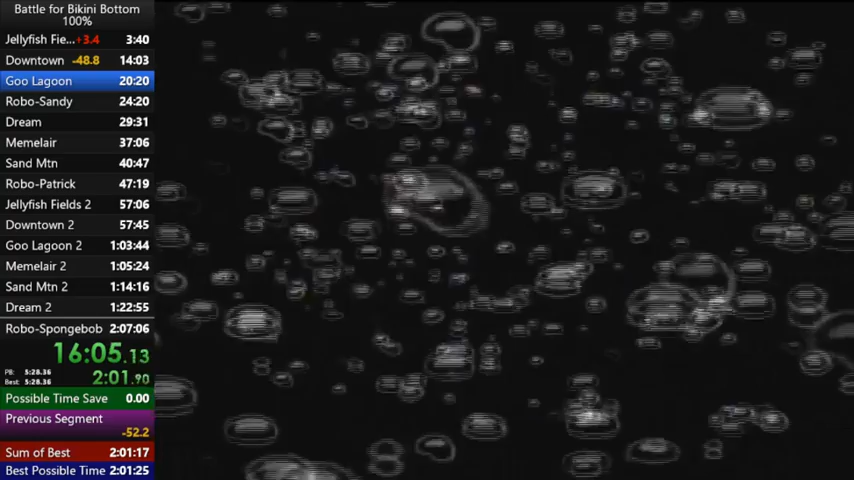 Battle for Bikini Bottom
100%
Jellyfish Fie... +3.4 3:40
Downtown -48.8 14:03
Goo Lagoon 20:20
Robo-Sandy 24:20
Dream 29:31
Memelair 37:06
Sand Mtn 40:47
Robo-Patrick 47:19
Jellyfish Fields 2 57:06
Downtown 2 57:45
Goo Lagoon 2 1:03:44
Memelair 2 1:05:24
Sand Mtn 2 1:14:16
Dream 2 1:22:55
Robo-Spongebob 2:07:06
16:05.13
PB: 5:28.36
Best: 5:28.36
2:01.90
Possible Time Save 0.00
Previous Segment
-52.2
Sum of Best 2:01:17
Best Possible Time 2:01:25